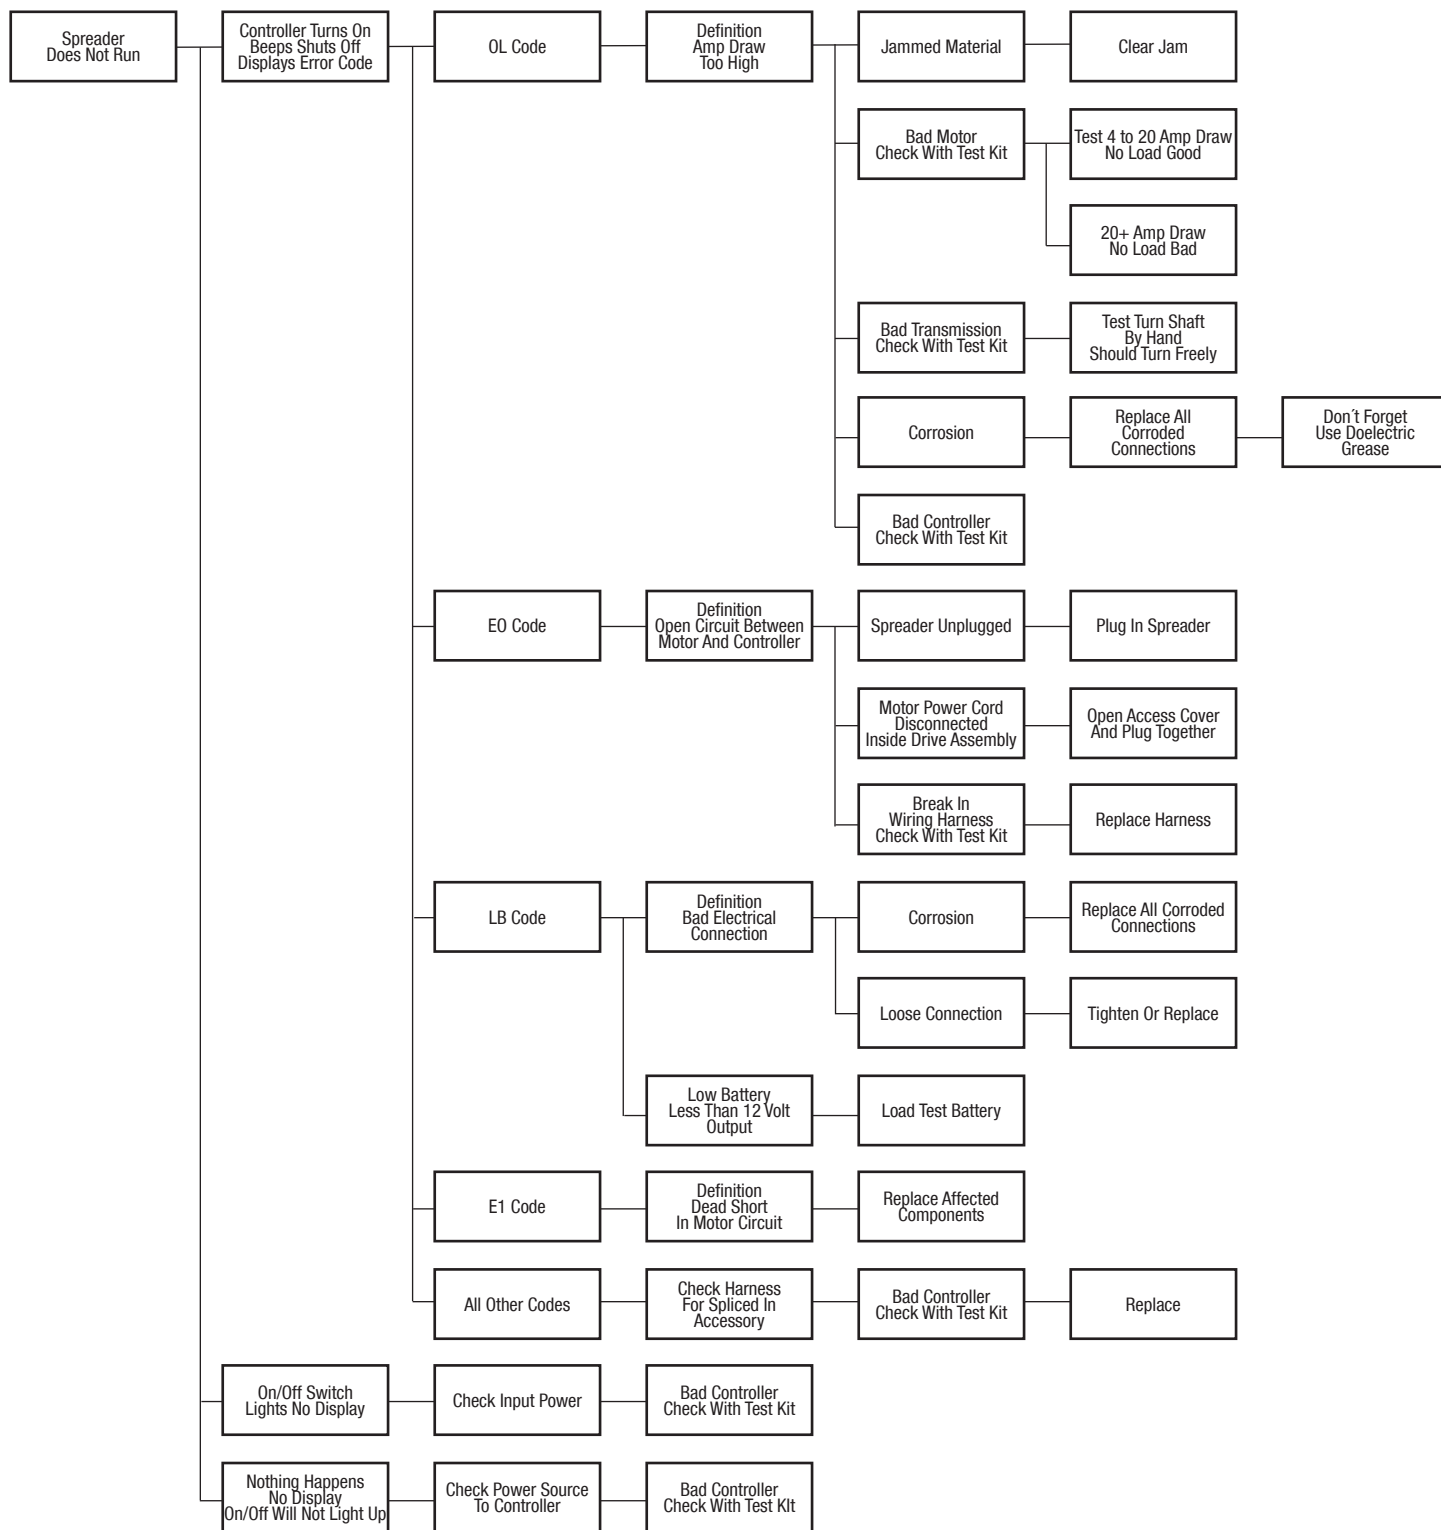 Spreader
Does Not Run
Controller Turns On
Beeps Shuts Off
Displays Error Code
OL Code
Definition
Amp Draw
Too High
Jammed Material
Clear Jam
Bad Motor
Check With Test Kit
Test 4 to 20 Amp Draw
No Load Good
20+ Amp Draw
No Load Bad
Bad Transmission
Check With Test Kit
Test Turn Shaft
By Hand
Should Turn Freely
Corrosion
Replace All
Corroded
Connections
Don´t Forget
Use Doelectric
Grease
Bad Controller
Check With Test Kit
EO Code
Definition
Open Circuit Between
Motor And Controller
Spreader Unplugged
Plug In Spreader
Motor Power Cord
Disconnected
Inside Drive Assembly
Open Access Cover
And Plug Together
Break In
Wiring Harness
Check With Test Kit
Replace Harness
LB Code
Definition
Bad Electrical
Connection
Corrosion
Replace All Corroded
Connections
Loose Connection
Tighten Or Replace
Low Battery
Less Than 12 Volt
Output
Load Test Battery
E1 Code
Definition
Dead Short
In Motor Circuit
Replace Affected
Components
All Other Codes
Check Harness
For Spliced In
Accessory
Bad Controller
Check With Test Kit
Replace
On/Off Switch
Lights No Display
Check Input Power
Bad Controller
Check With Test Kit
Nothing Happens
No Display
On/Off Will Not Light Up
Check Power Source
To Controller
Bad Controller
Check With Test KIt